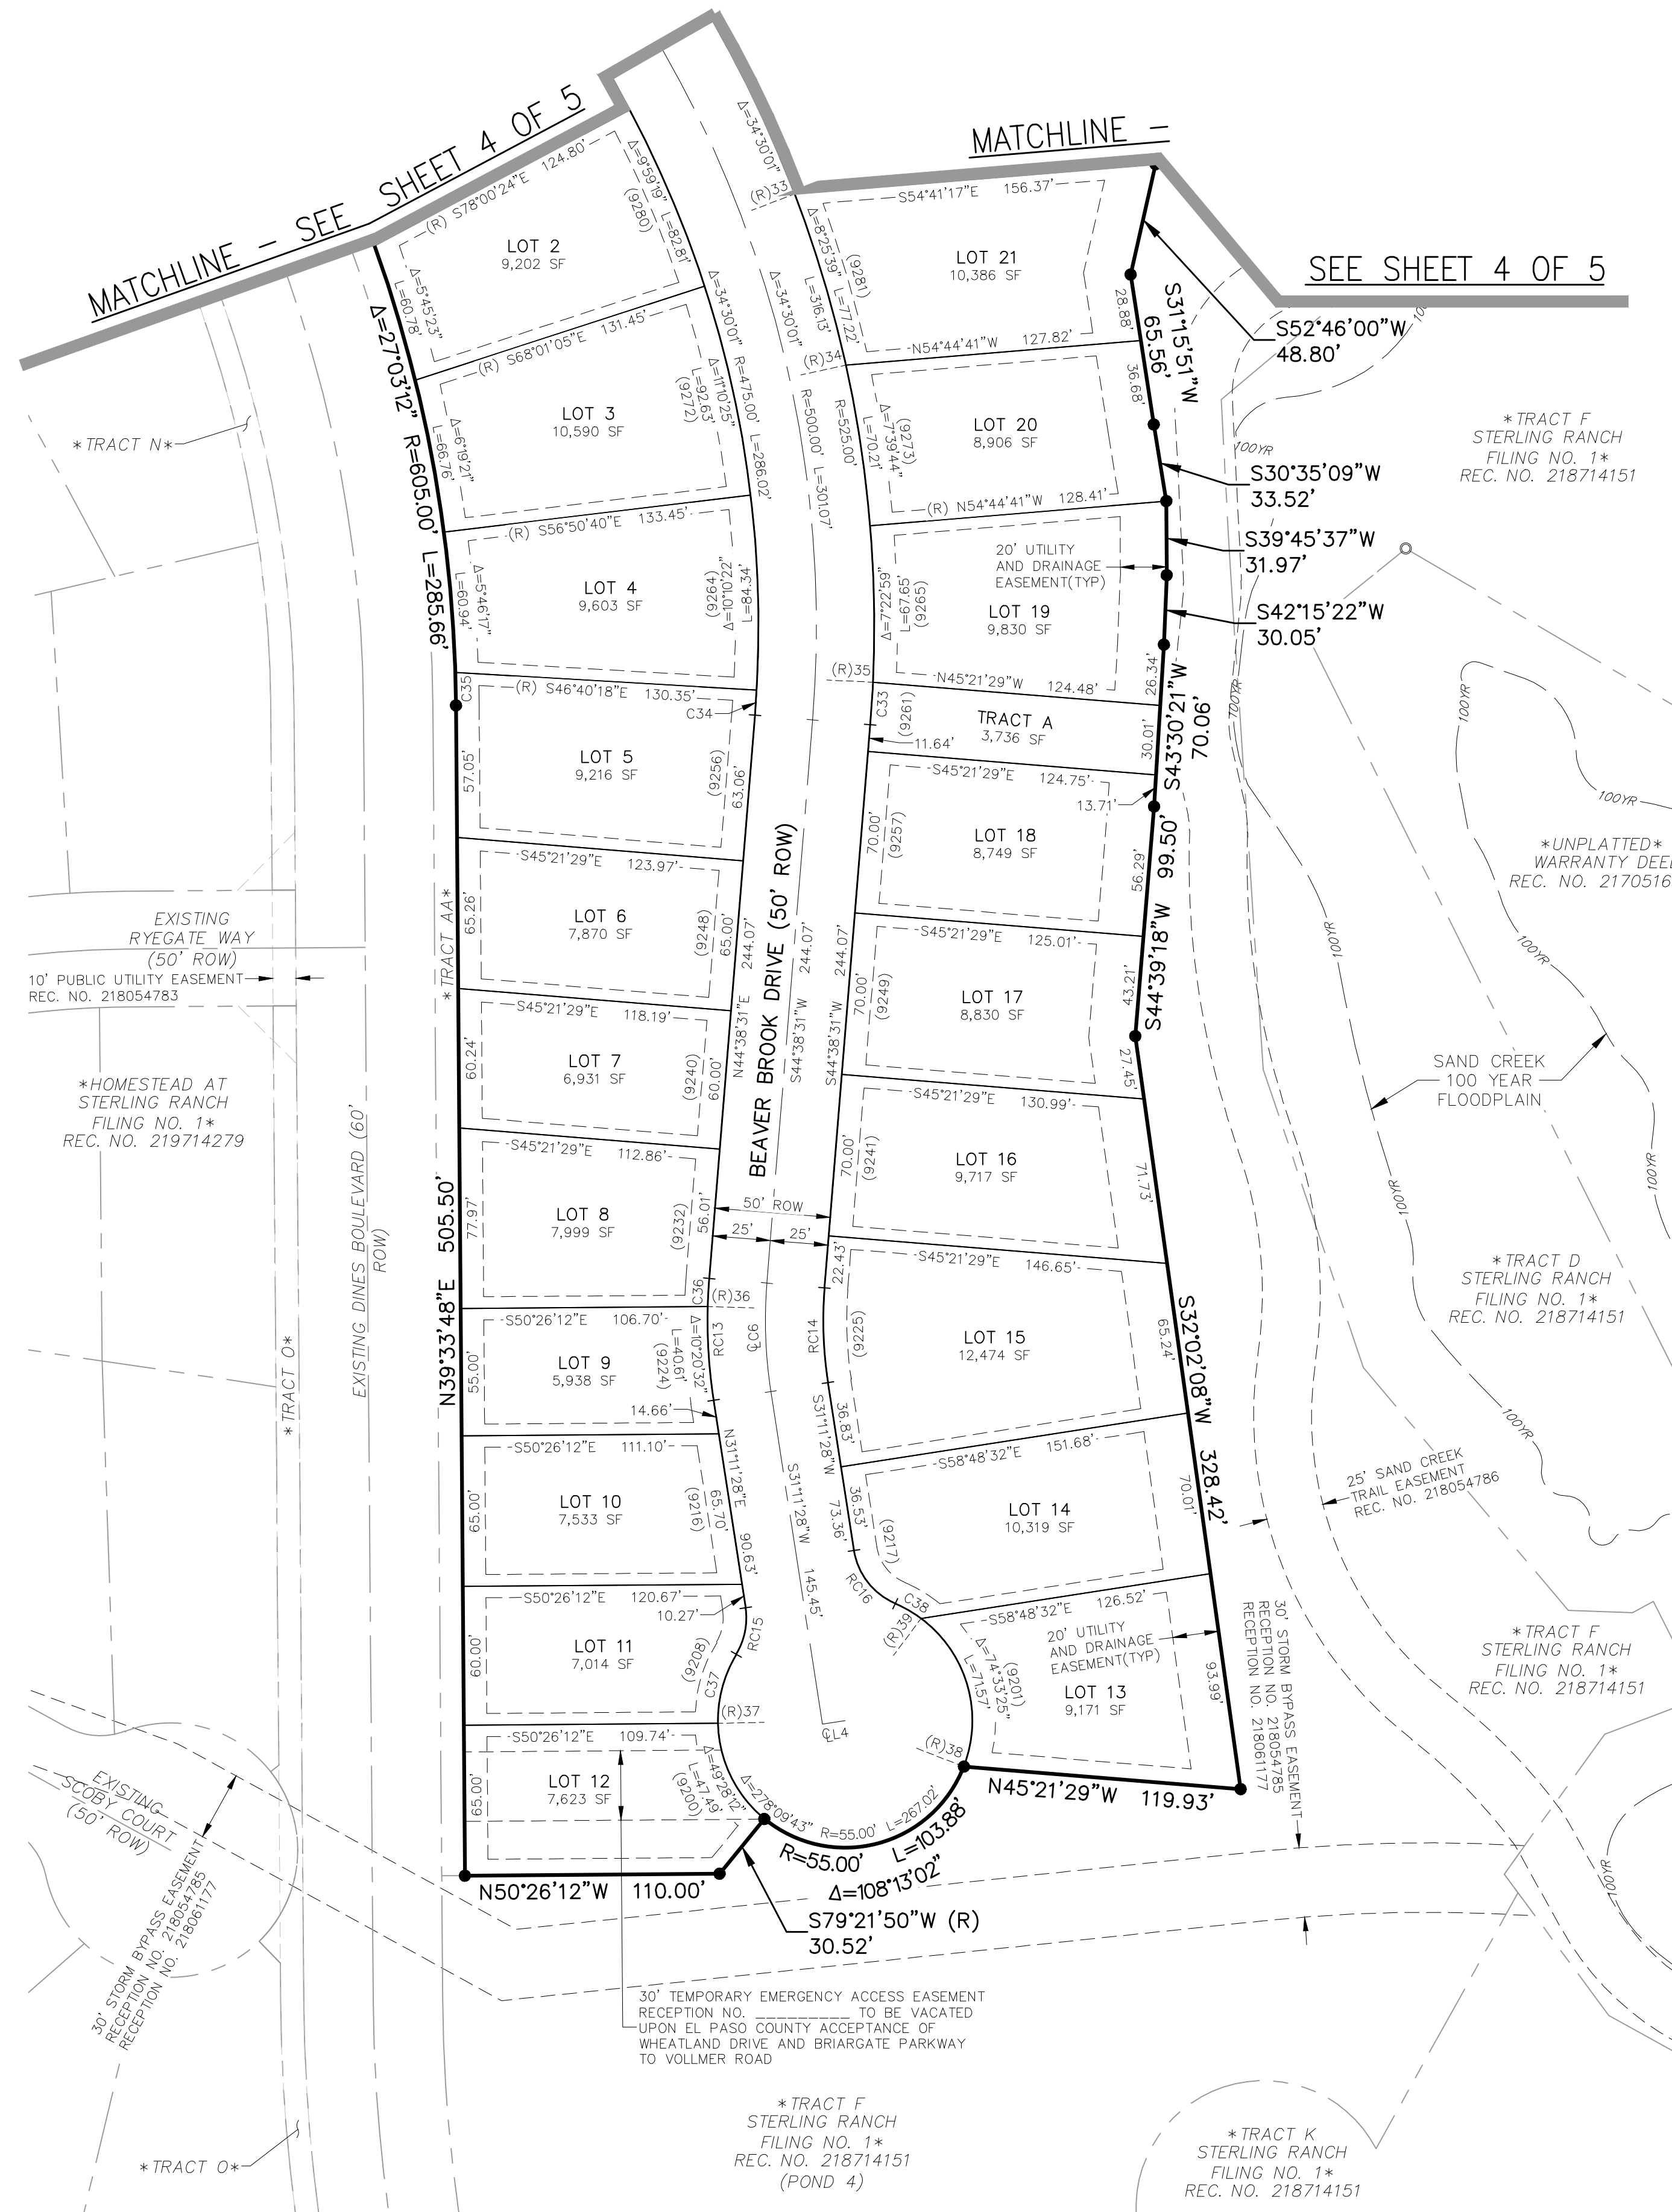 MATCHLINE - SEE SHEET 4 OF 5
MATCHLINE -
SEE SHEET 4 OF 5
Δ=34°30'01"
(R)33
Δ=9°59'19" L=82.81'
(9280)
(R) S78°00'24"E 124.80'
LOT 2
9,202 SF
Δ=5°45'23"
L=60.78'
(R) S68°01'05"E 131.45'
LOT 3
10,590 SF
Δ=11°10'25"
L=92.63'
(9272)
Δ=6°19'21"
L=66.76'
(R) S56°50'40"E 133.45'
LOT 4
9,603 SF
(9264)
Δ=10°10'22"
L=84.34'
Δ=5°46'17"
L=60.94'
Δ=27°03'12" R=605.00' L=285.66'
Δ=34°30'01" R=475.00' L=286.02'
Δ=34°30'01"
R=500.00' L=301.07'
L=316.13'
R=525.00'
(R) S46°40'18"E 130.35'
C35
C34
LOT 5
9,216 SF
(9256)
63.06'
57.05'
S45°21'29"E 123.97'
LOT 6
7,870 SF
(9248)
65.00'
65.26'
S45°21'29"E 118.19'
LOT 7
6,931 SF
(9240)
60.00'
60.24'
S45°21'29"E 112.86'
LOT 8
7,999 SF
(9232)
56.01'
77.97'
C36
(R)36
S50°26'12"E 106.70'
LOT 9
5,938 SF
Δ=10°20'32"
L=40.61'
(9224)
RC13
14.66'
55.00'
S50°26'12"E 111.10'
LOT 10
7,533 SF
(9216)
65.70'
65.00'
S50°26'12"E 120.67'
10.27'
LOT 11
7,014 SF
(9208)
C37
RC15
60.00'
(R)37
S50°26'12"E 109.74'
LOT 12
7,623 SF
Δ=49°28'12"
L=47.49'
(9200)
65.00'
N39°33'48"E 505.50'
N44°38'31"E 244.07'
S44°38'31"W 244.07'
S44°38'31"W 244.07'
BEAVER BROOK DRIVE (50' ROW)
50' ROW
25' 25'
CC6
RC14
N31°11'28"E 90.63'
S31°11'28"W 145.45'
S31°11'28"W 73.36'
CL4
S54°41'17"E 156.37'
LOT 21
10,386 SF
Δ=8°25'39" L=77.22'
(9281)
28.88'
(R)34
N54°44'41"W 127.82'
LOT 20
8,906 SF
Δ=7°39'44"
L=70.21'
(9273)
36.68'
(R) N54°44'41"W 128.41'
20' UTILITY
AND DRAINAGE
EASEMENT(TYP)
LOT 19
9,830 SF
Δ=7°22'59"
L=67.65'
(9265)
(R)35
26.34'
N45°21'29"W 124.48'
C33
(9261)
TRACT A
3,736 SF
11.64'
30.01'
S45°21'29"E 124.75'
13.71'
LOT 18
8,749 SF
70.00'
(9257)
56.29'
S45°21'29"E 125.01'
LOT 17
8,830 SF
70.00'
(9249)
43.21'
27.45'
S45°21'29"E 130.99'
LOT 16
9,717 SF
70.00'
(9241)
71.73'
S45°21'29"E 146.65'
22.43'
LOT 15
12,474 SF
(9225)
36.83'
65.24'
S58°48'32"E 151.68'
LOT 14
10,319 SF
36.53'
(9217)
70.01'
RC16
C38
(R)39
S58°48'32"E 126.52'
20' UTILITY
AND DRAINAGE
EASEMENT(TYP)
LOT 13
9,171 SF
Δ=74°33'25"
L=71.57'
(9201)
93.99'
(R)38
N45°21'29"W 119.93'
Δ=278°09'43" R=55.00' L=267.02'
R=55.00' L=103.88'
Δ=108°13'02"
N50°26'12"W 110.00'
S79°21'50"W (R)
30.52'
S52°46'00"W
48.80'
S31°15'51"W
65.56'
S30°35'09"W
33.52'
S39°45'37"W
31.97'
S42°15'22"W
30.05'
S43°30'21"W
70.06'
S44°39'18"W 99.50'
S32°02'08"W 328.42'
*TRACT N*
*TRACT AA*
EXISTING
RYEGATE WAY
(50' ROW)
10' PUBLIC UTILITY EASEMENT
REC. NO. 218054783
*HOMESTEAD AT
STERLING RANCH
FILING NO. 1*
REC. NO. 219714279
EXISTING DINES BOULEVARD (60'
ROW)
*TRACT O*
EXISTING
SCOBY COURT
(50' ROW)
30' STORM BYPASS EASEMENT
RECEPTION NO. 218054785
RECEPTION NO. 218061177
*TRACT O*
30' TEMPORARY EMERGENCY ACCESS EASEMENT
RECEPTION NO. __________ TO BE VACATED
UPON EL PASO COUNTY ACCEPTANCE OF
WHEATLAND DRIVE AND BRIARGATE PARKWAY
TO VOLLMER ROAD
*TRACT F
STERLING RANCH
FILING NO. 1*
REC. NO. 218714151
(POND 4)
*TRACT K
STERLING RANCH
FILING NO. 1*
REC. NO. 218714151
*TRACT F
STERLING RANCH
FILING NO. 1*
REC. NO. 218714151
*UNPLATTED*
WARRANTY DEE
REC. NO. 2170516
SAND CREEK
100 YEAR
FLOODPLAIN
*TRACT D
STERLING RANCH
FILING NO. 1*
REC. NO. 218714151
25' SAND CREEK
TRAIL EASEMENT
REC. NO. 218054786
*TRACT F
STERLING RANCH
FILING NO. 1*
REC. NO. 218714151
30' STORM BYPASS EASEMENT
RECEPTION NO. 218054785
RECEPTION NO. 218061177
100YR
100YR
100YR
100YR
100YR
100YR
100YR
100YR
100YR
100YR
100YR